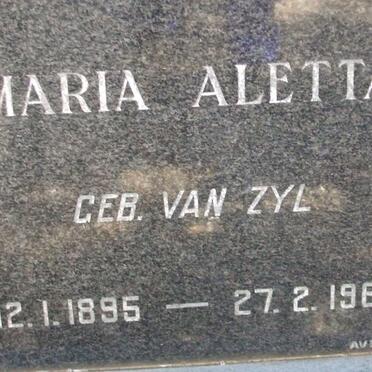 MARIA ALETTA
GEB. VAN ZYL
12.1.1895 — 27.2.196